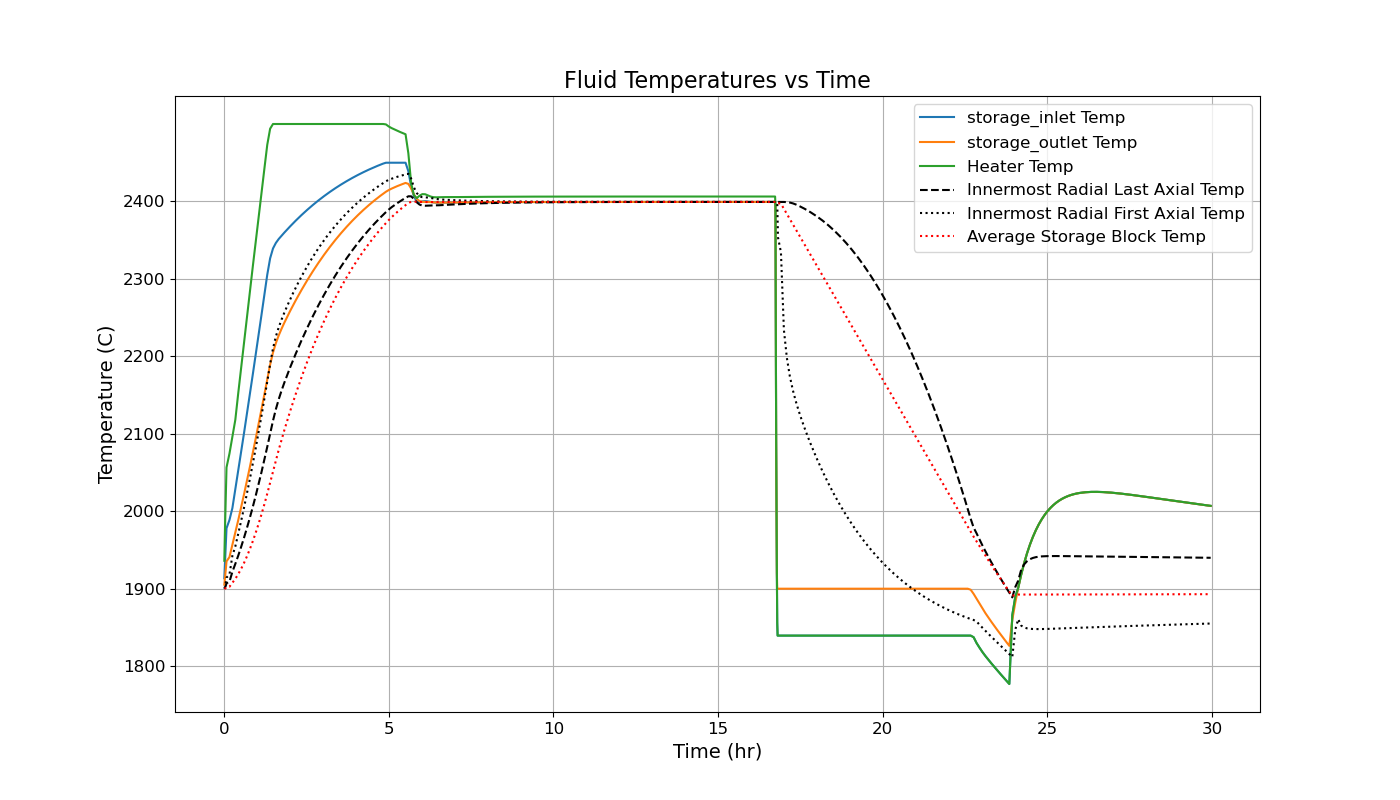 Fluid Temperatures vs Time
storage_inlet Temp
storage_outlet Temp
Heater Temp
Innermost Radial Last Axial Temp
Innermost Radial First Axial Temp
Average Storage Block Temp
Temperature (C)
2400
2300
2200
2100
2000
1900
1800
0 5 10 15 20 25 30
Time (hr)